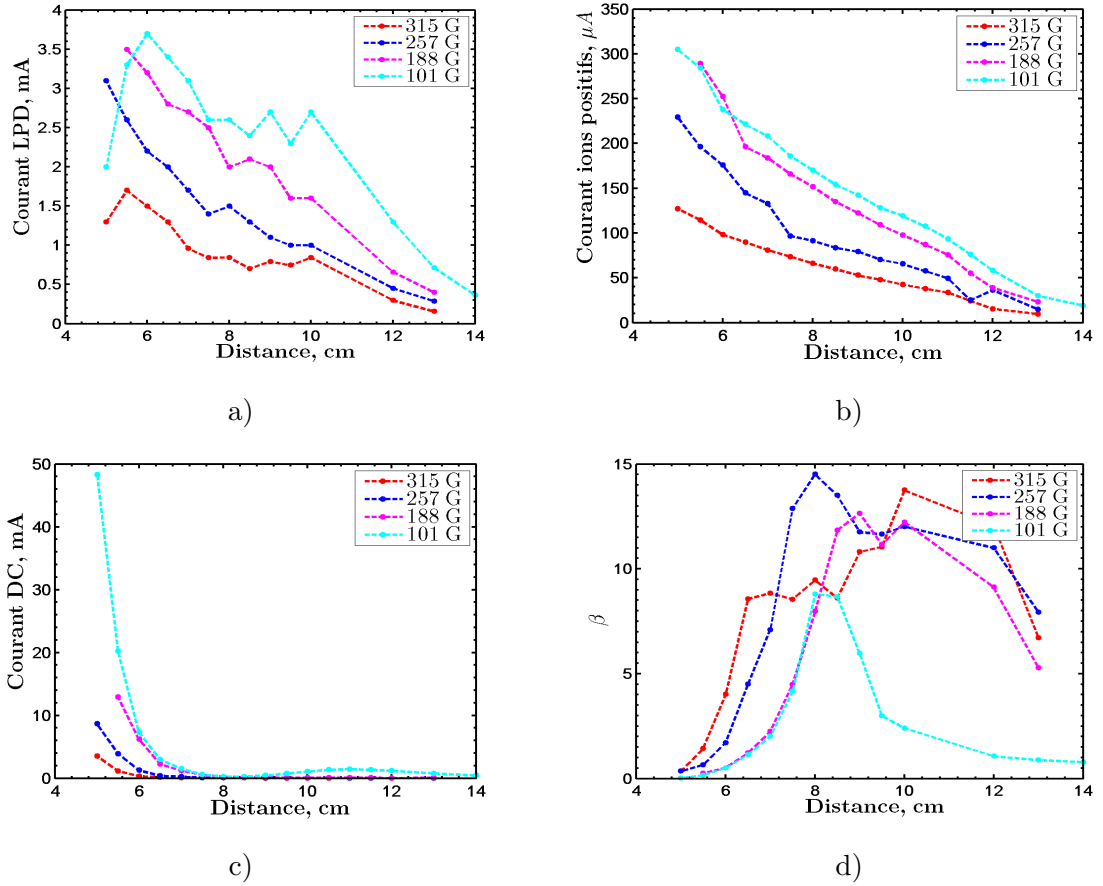 Courant LPD, mA
4
3.5
3
2.5
2
1.5
1
0.5
0
4 6 8 10 12 14
Distance, cm
315 G
257 G
188 G
101 G
a)
Courant ions positifs, μA
350
300
250
200
150
100
50
0
4 6 8 10 12 14
Distance, cm
315 G
257 G
188 G
101 G
b)
Courant DC, mA
50
40
30
20
10
0
4 6 8 10 12 14
Distance, cm
315 G
257 G
188 G
101 G
c)
β
15
10
5
0
4 6 8 10 12 14
Distance, cm
315 G
257 G
188 G
101 G
d)